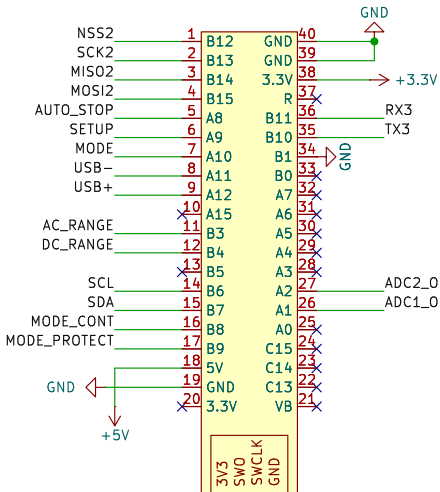 GND
NSS2 1 B12 GND 40
SCK2 2 B13 GND 39
MISO2 3 B14 3.3V 38 +3.3V
MOSI2 4 B15 R 37
AUTO_STOP 5 A8 B11 36 RX3
SETUP 6 A9 B10 35 TX3
MODE 7 A10 B1 34 GND
USB- 8 A11 B0 33
USB+ 9 A12 A7 32
10 A15 A6 31
AC_RANGE 11 B3 A5 30
DC_RANGE 12 B4 A4 29
13 B5 A3 28
SCL 14 B6 A2 27 ADC2_O
SDA 15 B7 A1 26 ADC1_O
MODE_CONT 16 B8 A0 25
MODE_PROTECT 17 B9 C15 24
18 5V C14 23
GND 19 GND C13 22
20 3.3V VB 21
+5V
3V3
SWO
SWCLK
GND